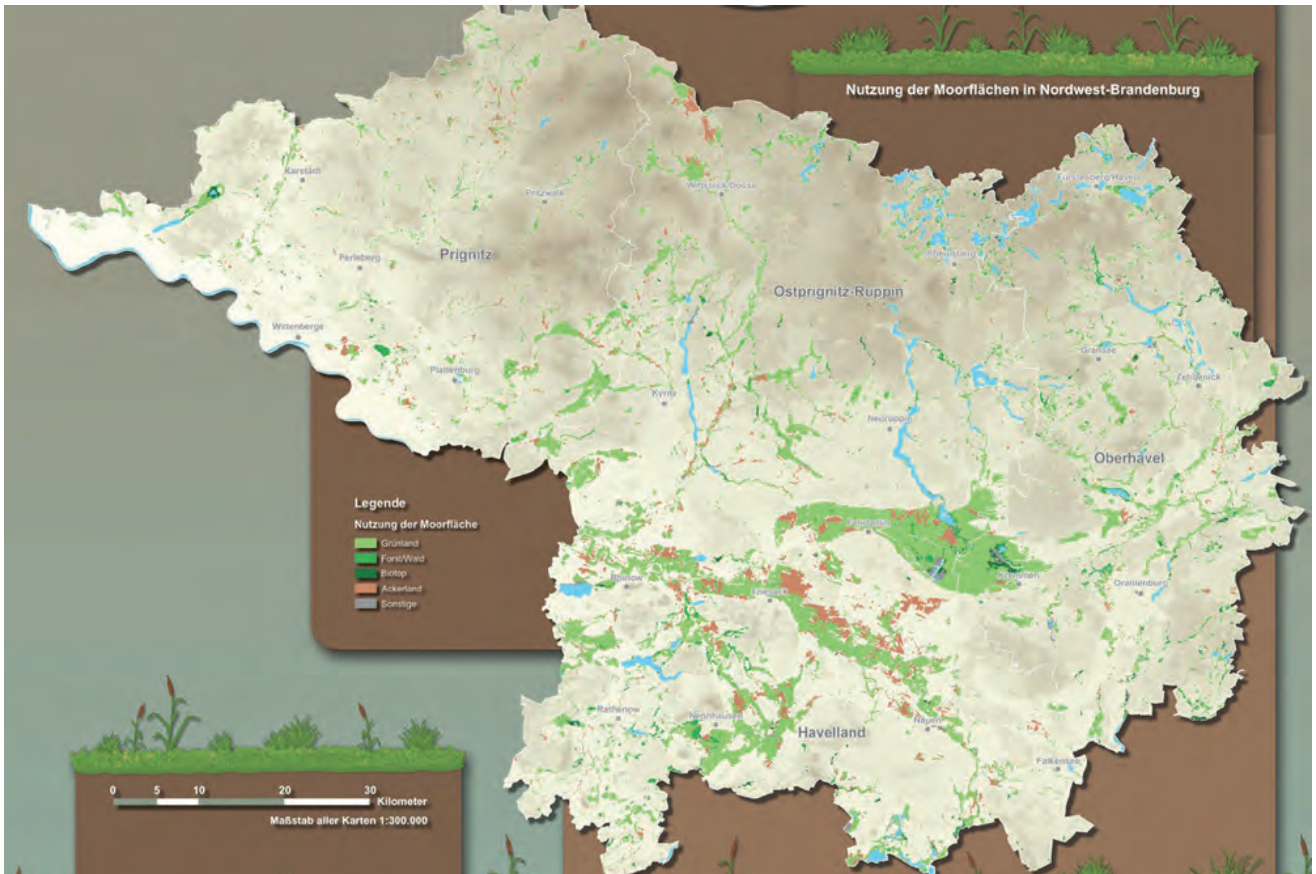 Nutzung der Moorflächen in Nordwest-Brandenburg
Fürstenberg/Havel
Karstädt
Pritzwalk
Wittstock/Dosse
Rheinsberg
Perleberg
Prignitz
Ostprignitz-Ruppin
Wittenberge
Gransee
Zehdenick
Plattenburg
Kyritz
Neuruppin
Oberhavel
Legende
Nutzung der Moorfläche
Grünland
Forst/Wald
Biotop
Ackerland
Sonstige
Fehrbellin
Kremmen
Oranienburg
Rhinow
Friesack
Rathenow
Nennhausen
Nauen
Havelland
Falkensee
0 5 10 20 30
Kilometer
Maßstab aller Karten 1:300.000